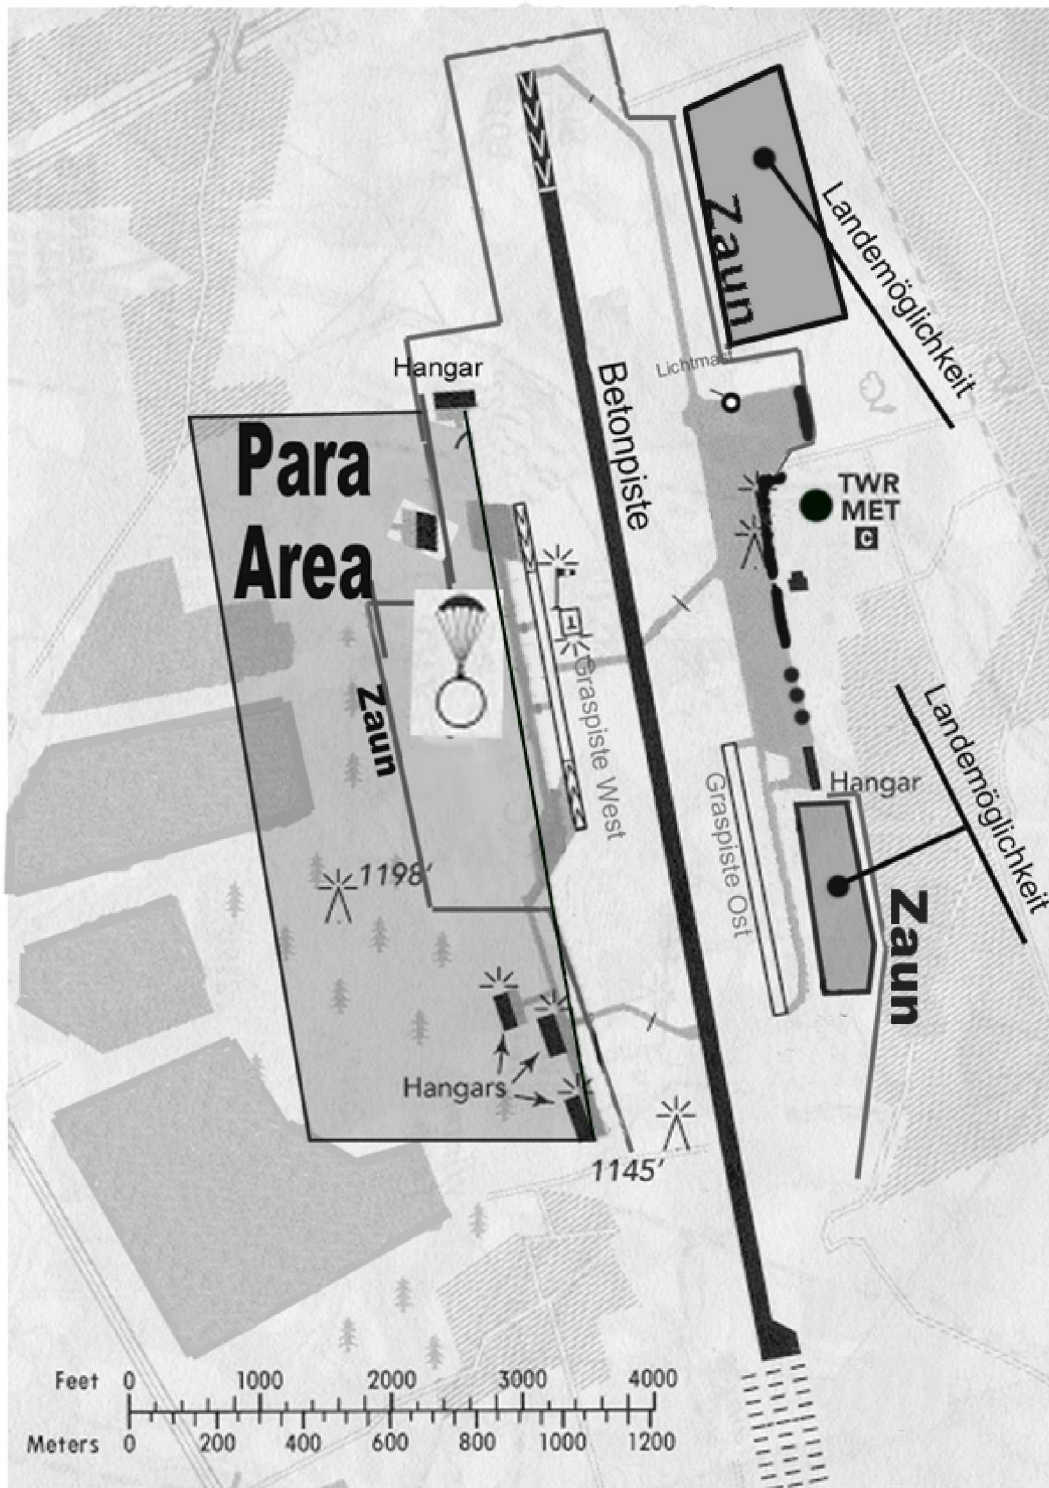 Zaun
Landemöglichkeit
Hangar
Betonpiste
Para
Area
TWR
MET
C
Zaun
Graspiste West
Graspiste Ost
Hangar
Landemöglichkeit
Zaun
1198'
Hangars
1145'
Feet 0 1000 2000 3000 4000
Meters 0 200 400 600 800 1000 1200